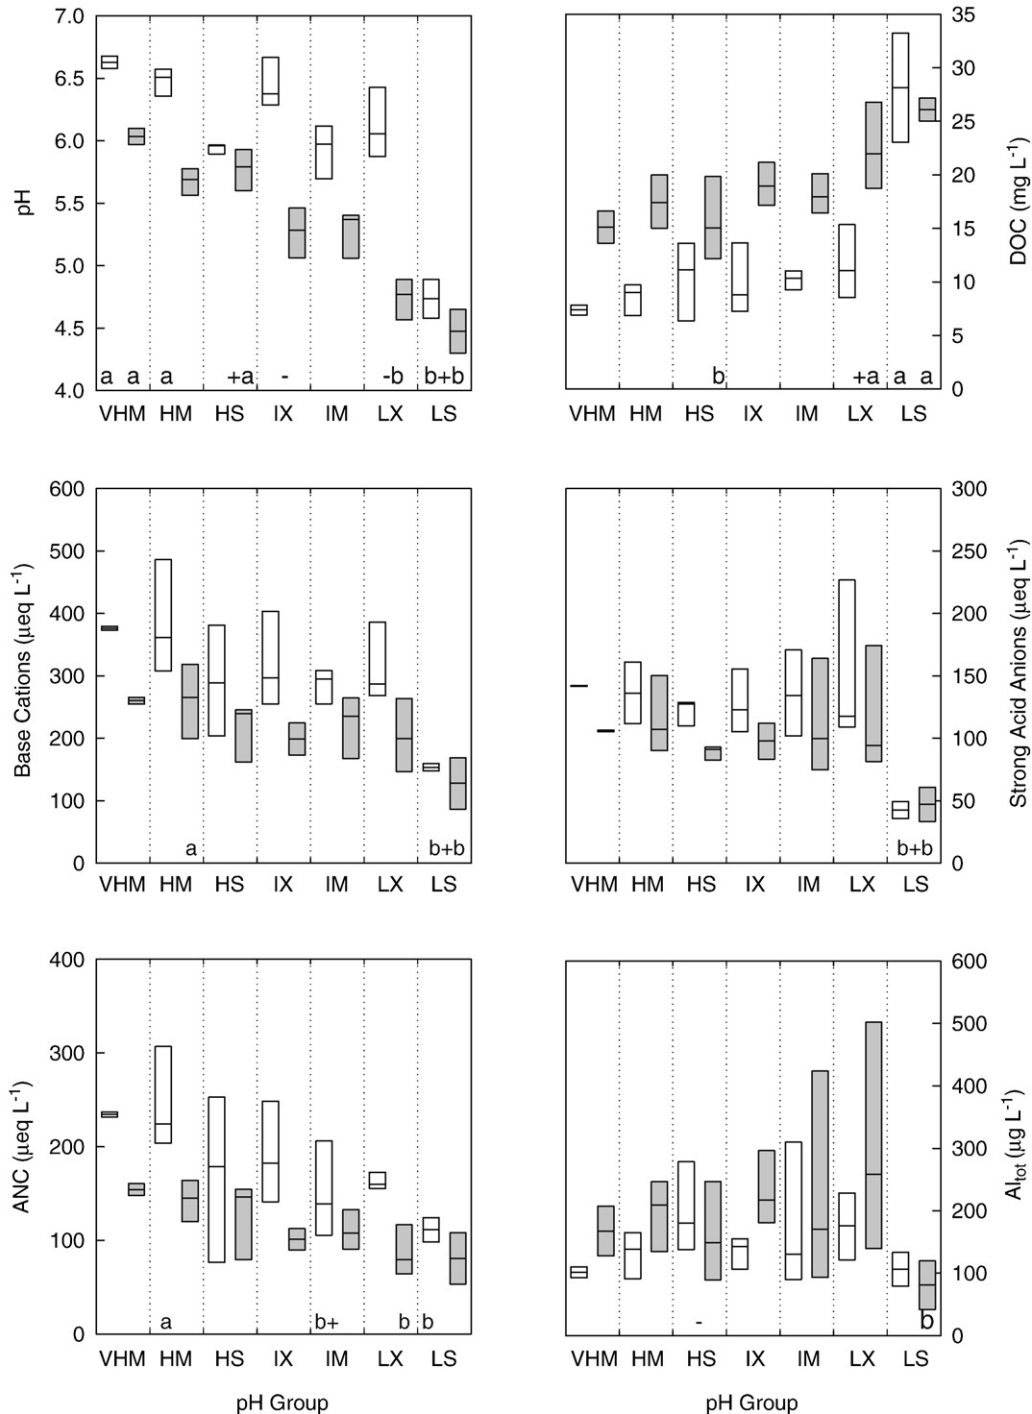 7.0
6.5
6.0
5.5
5.0
4.5
4.0
pH
a a a +a - -b b+b
VHM HM HS IX IM LX LS
35
30
25
20
15
10
5
0
DOC (mg L-1)
b +a a a
VHM HM HS IX IM LX LS
600
500
400
300
200
100
0
Base Cations (µeq L-1)
a b+b
VHM HM HS IX IM LX LS
300
250
200
150
100
50
0
Strong Acid Anions (µeq L-1)
b+b
VHM HM HS IX IM LX LS
400
300
200
100
0
ANC (µeq L-1)
a b+ b b
VHM HM HS IX IM LX LS
pH Group
600
500
400
300
200
100
0
Altot (µg L-1)
- b
VHM HM HS IX IM LX LS
pH Group